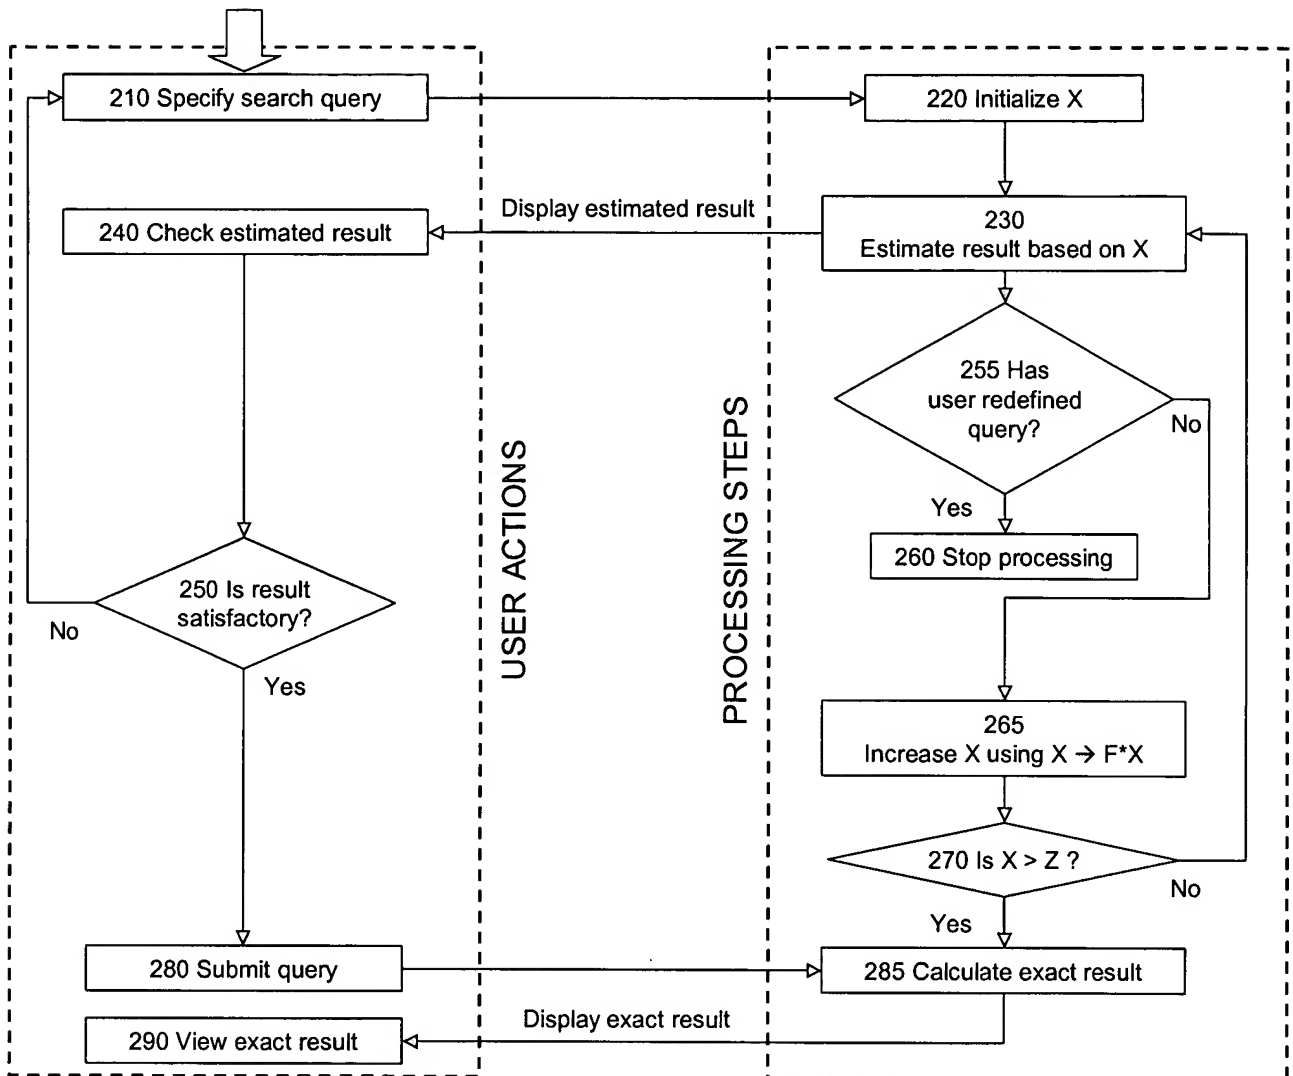 210 Specify search query
220 Initialize X
Display estimated result
240 Check estimated result
230
Estimate result based on X
255 Has
user redefined
query?
No
Yes
260 Stop processing
USER ACTIONS
PROCESSING STEPS
250 Is result
satisfactory?
No
Yes
265
Increase X using X → F*X
270 Is X > Z ?
No
Yes
280 Submit query
285 Calculate exact result
Display exact result
290 View exact result